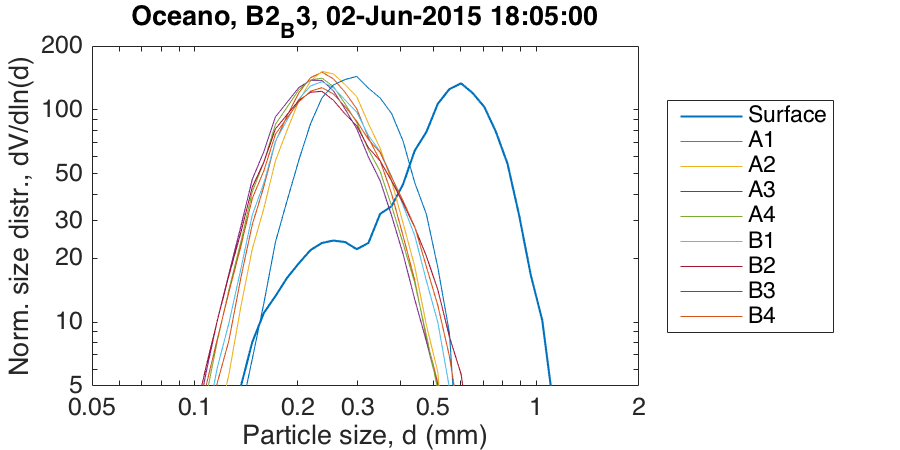 Oceano, B2_B3, 02-Jun-2015 18:05:00
200
100
50
30
20
10
5
Norm. size distr., dV/dln(d)
0.05 0.1 0.2 0.3 0.5 1 2
Particle size, d (mm)
Surface
A1
A2
A3
A4
B1
B2
B3
B4